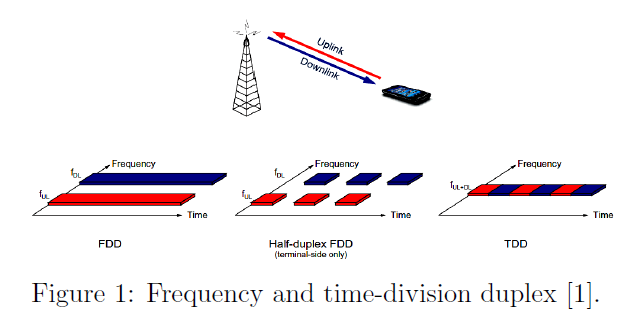 Uplink
Downlink
Frequency
fDL
fUL
Time
FDD
Frequency
fDL
fUL
Time
Half-duplex FDD
(terminal-side only)
Frequency
fUL+DL
Time
TDD
Figure 1: Frequency and time-division duplex [1].